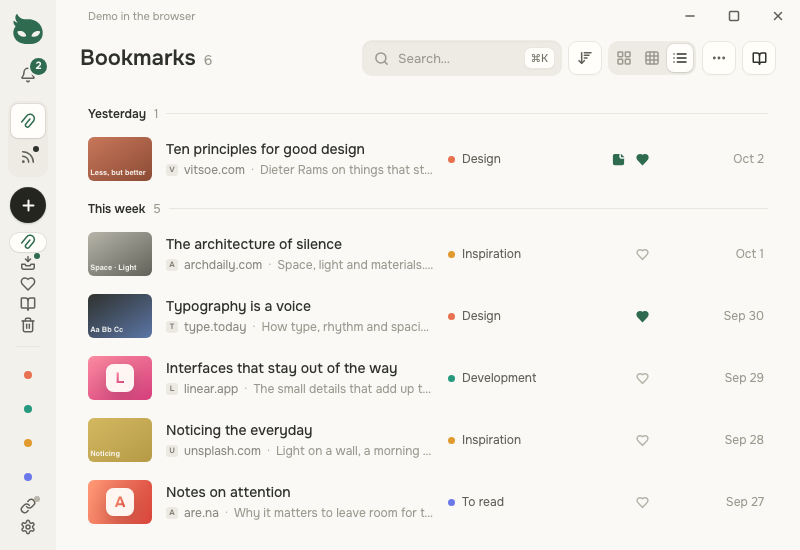 Demo in the browser
2
Bookmarks 6
Search... ⌘K
Yesterday 1
Less, but better
Ten principles for good design
V vitsoe.com · Dieter Rams on things that st...
Design
Oct 2
This week 5
Space · Light
The architecture of silence
A archdaily.com · Space, light and materials....
Inspiration
Oct 1
Aa Bb Cc
Typography is a voice
T type.today · How type, rhythm and spaci...
Design
Sep 30
L
Interfaces that stay out of the way
L linear.app · The small details that add up t...
Development
Sep 29
Noticing
Noticing the everyday
U unsplash.com · Light on a wall, a morning ...
Inspiration
Sep 28
A
Notes on attention
A are.na · Why it matters to leave room for t...
To read
Sep 27